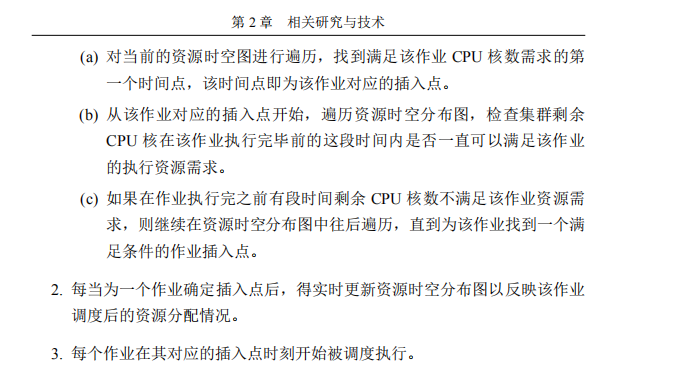 第 2 章 相关研究与技术
(a) 对当前的资源时空图进行遍历，找到满足该作业 CPU 核数需求的第
一个时间点，该时间点即为该作业对应的插入点。
(b) 从该作业对应的插入点开始，遍历资源时空分布图，检查集群剩余
CPU 核在该作业执行完毕前的这段时间内是否一直可以满足该作业
的执行资源需求。
(c) 如果在作业执行完之前有段时间剩余 CPU 核数不满足该作业资源需
求，则继续在资源时空分布图中往后遍历，直到为该作业找到一个满
足条件的作业插入点。
2. 每当为一个作业确定插入点后，得实时更新资源时空分布图以反映该作业
调度后的资源分配情况。
3. 每个作业在其对应的插入点时刻开始被调度执行。